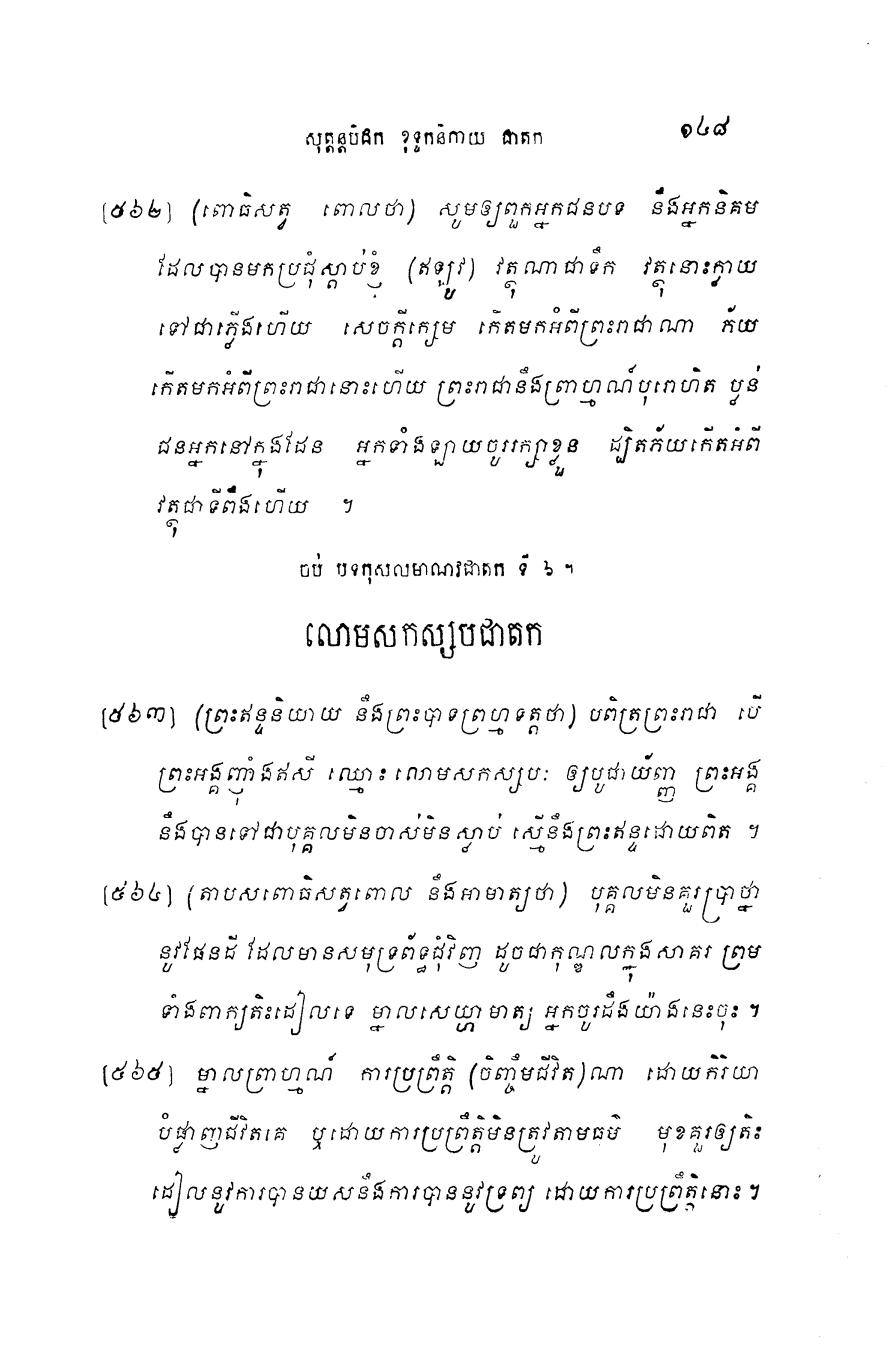 សុត្តន្តបិដក ខុទ្ទកនិកាយ ជាតក
១៤៨
[៥៦២] (ពោធិសត្វ ពោលថា) សូមឲ្យពួកអ្នកជនបទ នឹងអ្នកនិគម
ដែលបានមកប្រជុំស្តាប់ខ្ញុំ (ឥឡូវ) វត្ថុណាជាទឹក វត្ថុនោះក្លាយ
ទៅជាភ្លើងហើយ សេចក្តីក្សេម កើតមកអំពីព្រះរាជាណា ភ័យ
កើតមកអំពីព្រះរាជានោះហើយ ព្រះរាជានឹងព្រាហ្មណ៍បុរោហិត ប្លន់
ជនអ្នកនៅក្នុងដែន អ្នកទាំងឡាយចូររក្សាខ្លួន ដ្បិតភ័យកើតអំពី
វត្ថុជាទីពឹងហើយ ។
ចប់ បទកុសលមាណវជាតក ទី ៦ ។
លោមសកស្សបជាតក
[៥៦៣] (ព្រះឥន្ទនិយាយ នឹងព្រះបាទព្រហ្មទត្តថា) បពិត្រព្រះរាជា បើ
ព្រះអង្គញ៉ាំងឥសី ឈ្មោះ លោមសកស្សបៈ ឲ្យបូជាយ័ញ្ញ ព្រះអង្គ
នឹងបានទៅជាបុគ្គលមិនចាស់មិនស្លាប់ ស្មើនឹងព្រះឥន្ទដោយពិត ។
[៥៦៤] (តាបសពោធិសត្វពោល នឹងអាមាត្យថា) បុគ្គលមិនគួរប្រាថ្នា
នូវផែនដី ដែលមានសមុទ្រព័ទ្ធជុំវិញ ដូចជាកុណ្ឌលក្នុងសាគរ ព្រម
ទាំងពាក្យតិះដៀលទេ ម្នាលសេយ្ហាមាត្យ អ្នកចូរដឹងយ៉ាងនេះចុះ ។
[៥៦៥] ម្នាលព្រាហ្មណ៍ ការប្រព្រឹត្តិ (ចិញ្ចឹមជីវិត)ណា ដោយកិរិយា
បំផ្លាញជីវិតគេ ឬដោយការប្រព្រឹត្តិមិនត្រូវតាមធម៌ មុខគួរឲ្យតិះ
ដៀលនូវការបានយសនឹងការបាននូវទ្រព្យ ដោយការប្រព្រឹត្តិនោះ ។